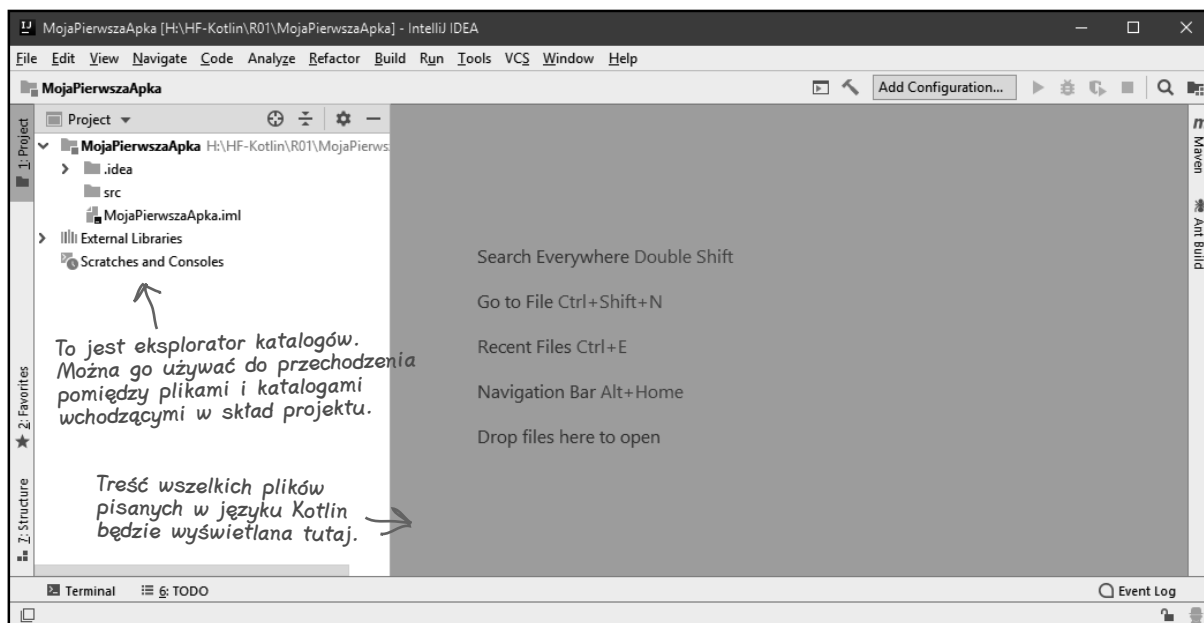 MojaPierwszaApka [H:\HF-Kotlin\R01\MojaPierwszaApka] - IntelliJ IDEA
File Edit View Navigate Code Analyze Refactor Build Run Tools VCS Window Help
MojaPierwszaApka
Add Configuration...
1: Project
Project
MojaPierwszaApka H:\HF-Kotlin\R01\MojaPierws
.idea
src
MojaPierwszaApka.iml
External Libraries
Scratches and Consoles
To jest eksplorator katalogów.
Można go używać do przechodzenia
pomiędzy plikami i katalogami
wchodzącymi w skład projektu.
Treść wszelkich plików
pisanych w języku Kotlin
będzie wyświetlana tutaj.
Search Everywhere Double Shift
Go to File Ctrl+Shift+N
Recent Files Ctrl+E
Navigation Bar Alt+Home
Drop files here to open
m Maven
Ant Build
2: Favorites
7: Structure
Terminal
6: TODO
Event Log